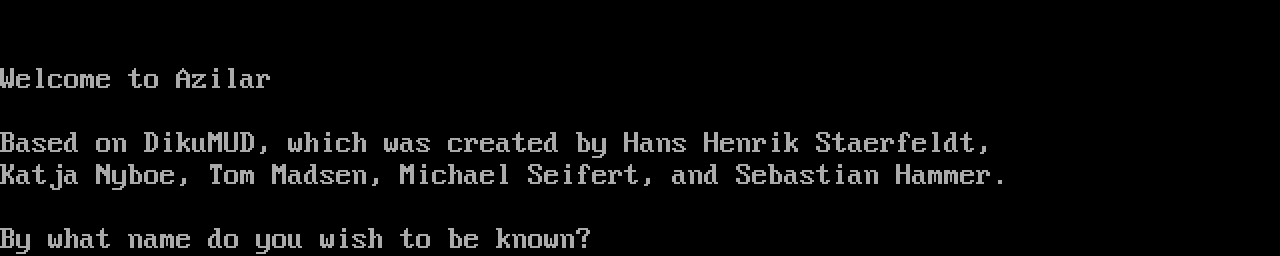 Welcome to Azilar
Based on DikuMUD, which was created by Hans Henrik Staerfeldt,
Katja Nyboe, Tom Madsen, Michael Seifert, and Sebastian Hammer.
By what name do you wish to be known?